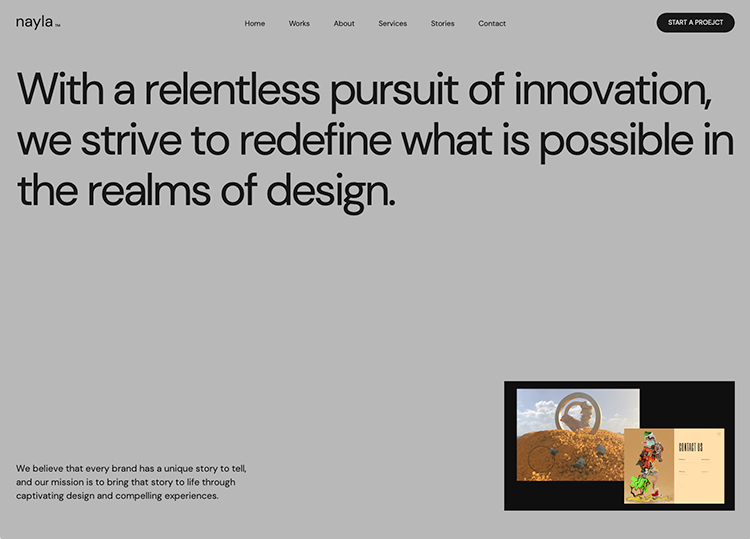 nayla ™
Home Works About Services Stories Contact
START A PROEJCT
With a relentless pursuit of innovation,
we strive to redefine what is possible in
the realms of design.
We believe that every brand has a unique story to tell,
and our mission is to bring that story to life through
captivating design and compelling experiences.
CONTACT US